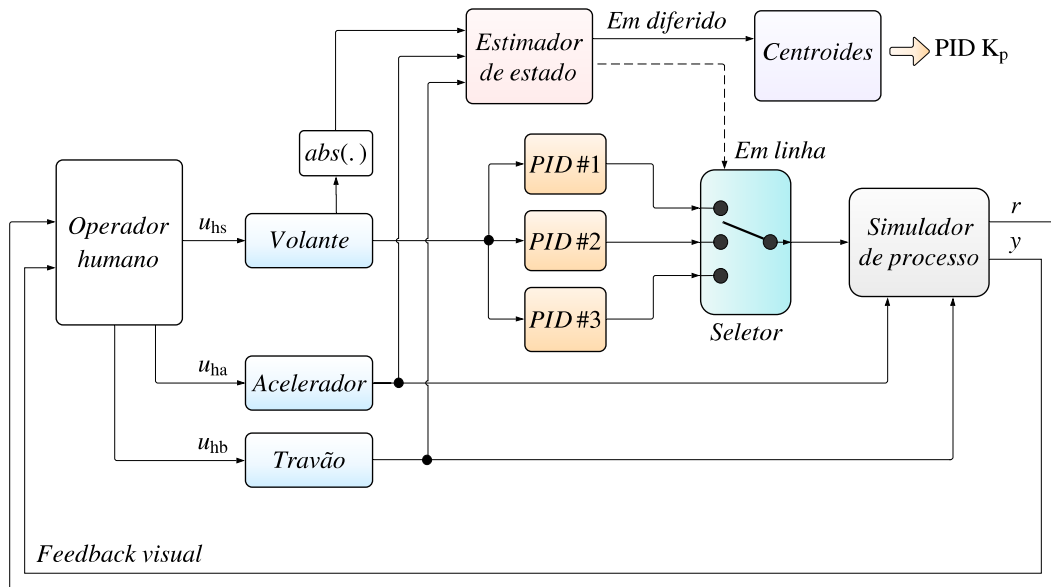 Estimador
de estado
Em diferido
Centroides
PID Kp
abs(.)
Em linha
PID #1
Operador
humano
uhs
Volante
PID #2
PID #3
Seletor
Simulador
de processo
r
y
uha
Acelerador
uhb
Travão
Feedback visual